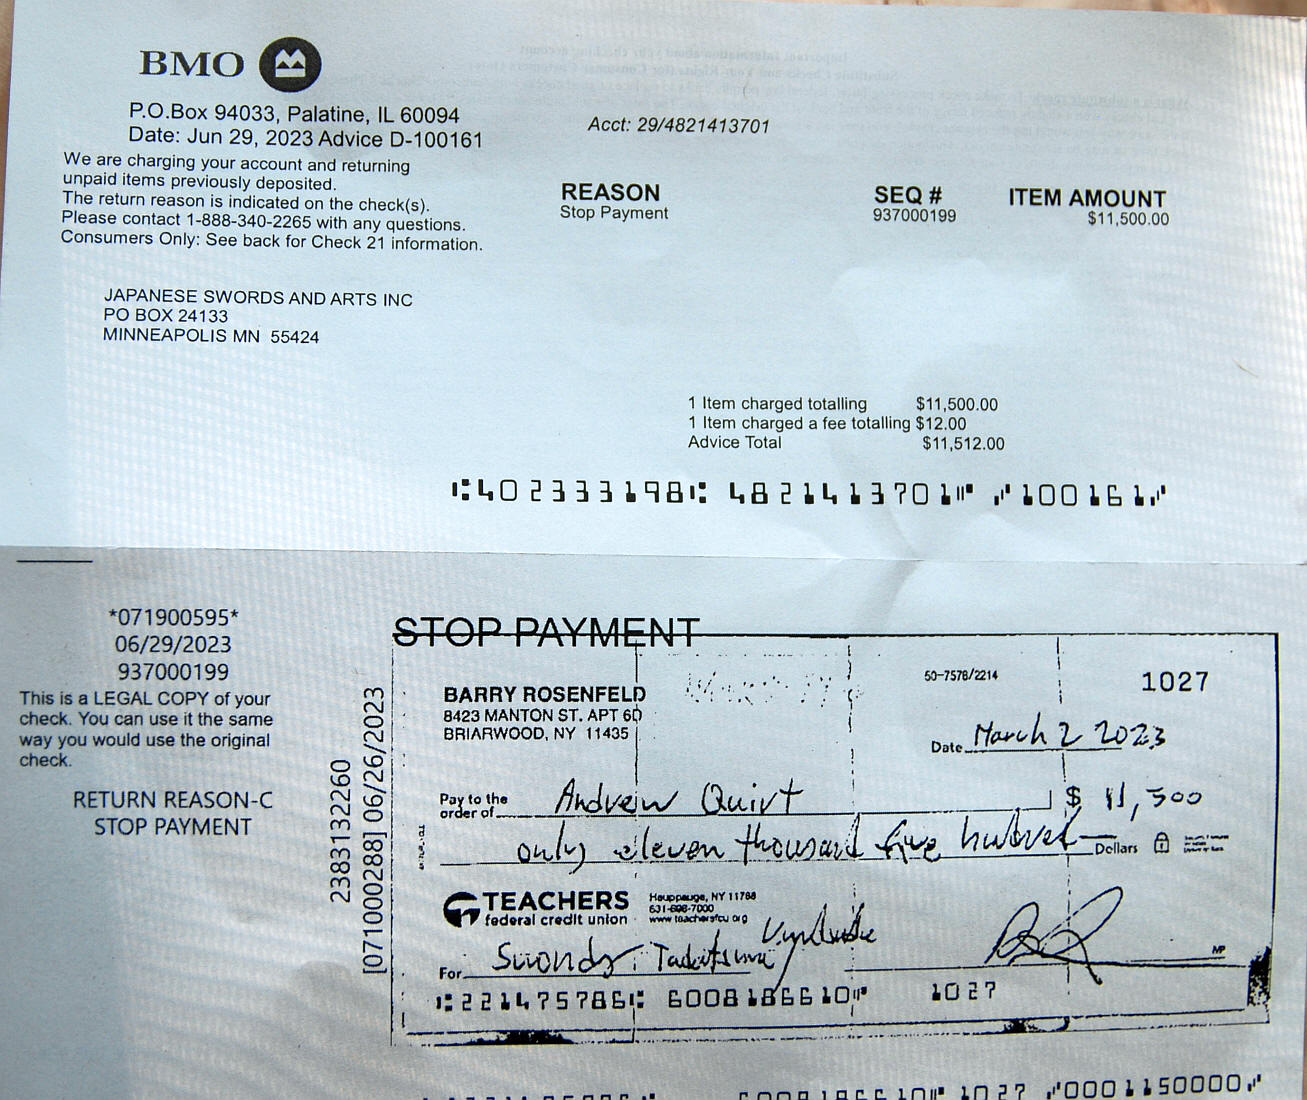 BMO
P.O.Box 94033, Palatine, IL 60094
Date: Jun 29, 2023 Advice D-100161
We are charging your account and returning
unpaid items previously deposited.
The return reason is indicated on the check(s).
Please contact 1-888-340-2265 with any questions.
Consumers Only: See back for Check 21 information.
Acct: 29/4821413701
REASON SEQ # ITEM AMOUNT
Stop Payment 937000199 $11,500.00
JAPANESE SWORDS AND ARTS INC
PO BOX 24133
MINNEAPOLIS MN 55424
1 Item charged totalling $11,500.00
1 Item charged a fee totalling $12.00
Advice Total $11,512.00
⑆402333198⑆ 4821413701⑈ ⑇100161⑇
*071900595*
06/29/2023
937000199
This is a LEGAL COPY of your
check. You can use it the same
way you would use the original
check.
RETURN REASON-C
STOP PAYMENT
2383132260
[071000288] 06/26/2023
STOP PAYMENT
BARRY ROSENFELD
8423 MANTON ST. APT 6D
BRIARWOOD, NY 11435
50-7578/2214
1027
Date March 2 2023
Pay to the
order of Andrew Quirt $ 11,500
only eleven thousand five Dollars
TEACHERS
federal credit union
Hauppauge, NY 11788
631-698-7000
www.teachersfcu.org
For Swords:
MP
⑆221475786⑆ 6008186610⑈ 1027
6008186610⑈ 1027 ⑇0001150000⑇